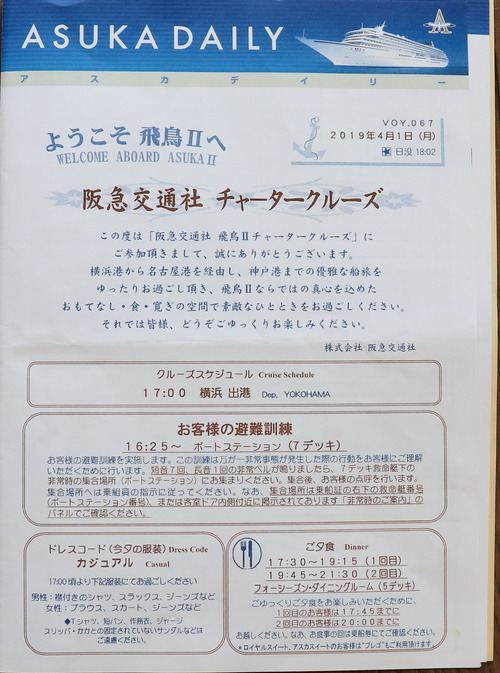 ASUKA DAILY
アスカデイリー
ようこそ 飛鳥Ⅱへ
WELCOME ABOARD ASUKA Ⅱ
VOY.067
2019年4月1日 (月)
日没 18:02
阪急交通社 チャータークルーズ
この度は「阪急交通社 飛鳥Ⅱチャータークルーズ」に
ご参加頂きまして、誠にありがとうございます。
横浜港から名古屋港を経由し、神戸港までの優雅な船旅を
ゆったりお過ごし頂き、飛鳥Ⅱならではの真心を込めた
おもてなし・食・寛ぎの空間で素敵なひとときをお過ごしください。
それでは皆様、どうぞごゆっくりお楽しみください。
株式会社 阪急交通社
クルーズスケジュール Cruise Schedule
17:00 横浜 出港 Dep. YOKOHAMA
お客様の避難訓練
16:25～ ボートステーション (7デッキ)
お客様の避難訓練を実施します。この訓練は万が一非常事態が発生した際の行動をお客様にご理解
いただくために行います。短音7回、長音1回の非常ベルが鳴りましたら、7デッキ救命艇下の
非常時の集合場所 (ボートステーション) にお集まりください。集合後、お客様の点呼を行います。
集合場所へは乗組員の指示に従ってください。なお、集合場所は乗船証の右下の救命艇番号
(ボートステーション番号)、または客室ドア内側付近に掲示されております「非常時のご案内」の
パネルでご確認ください。
ドレスコード (今夕の服装) Dress Code
カジュアル Casual
17:00頃より下記服装にてお過ごしください
男性：襟付きのシャツ、スラックス、ジーンズなど
女性：ブラウス、スカート、ジーンズなど
◆Tシャツ、短パン、作務衣、ジャージ
スリッパ・カカとの固定されていないサンダルなどは
ご遠慮ください。
ご夕食 Dinner
17:30～19:15 (1回目)
19:45～21:30 (2回目)
フォーシーズン・ダイニングルーム (5デッキ)
ごゆっくりご夕食をお楽しみいただくために、
1回目のお客様は17:45までに
2回目のお客様は20:00までに
お越しください。なお、お食事の回は乗船券にてご確認ください。
＊ロイヤルスイート、アスカスイートのお客様は"プレゴ"もご利用頂けます。